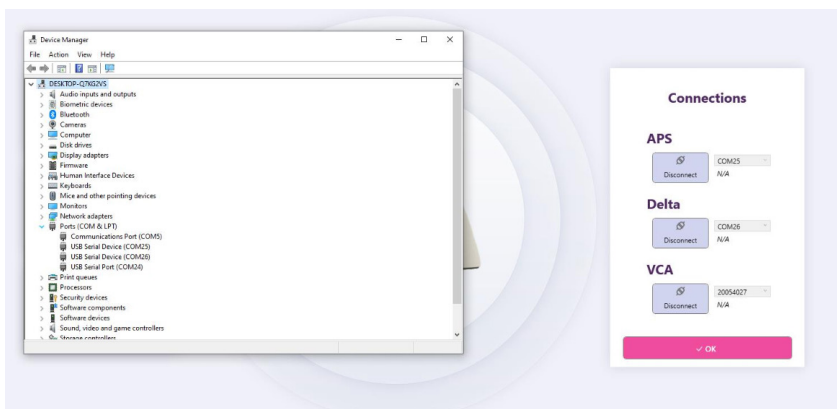 Device Manager
File Action View Help
DESKTOP-Q7KG2VS
Audio inputs and outputs
Biometric devices
Bluetooth
Cameras
Computer
Disk drives
Display adapters
Firmware
Human Interface Devices
Keyboards
Mice and other pointing devices
Monitors
Network adapters
Ports (COM & LPT)
Communications Port (COM5)
USB Serial Device (COM25)
USB Serial Device (COM26)
USB Serial Port (COM24)
Print queues
Processors
Security devices
Software components
Software devices
Sound, video and game controllers
Storage controllers
Connections
APS
Disconnect
COM25
N/A
Delta
Disconnect
COM26
N/A
VCA
Disconnect
20054027
N/A
OK